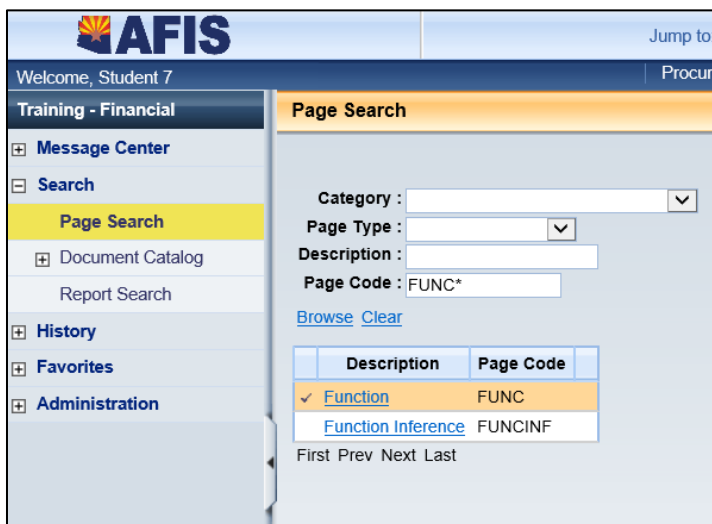 AFIS
Jump to
Welcome, Student 7
Procur
Training - Financial
Message Center
Search
Page Search
Document Catalog
Report Search
History
Favorites
Administration
Page Search
Category :
Page Type :
Description :
Page Code : FUNC*
Browse Clear
Description Page Code
Function FUNC
Function Inference FUNCINF
First Prev Next Last